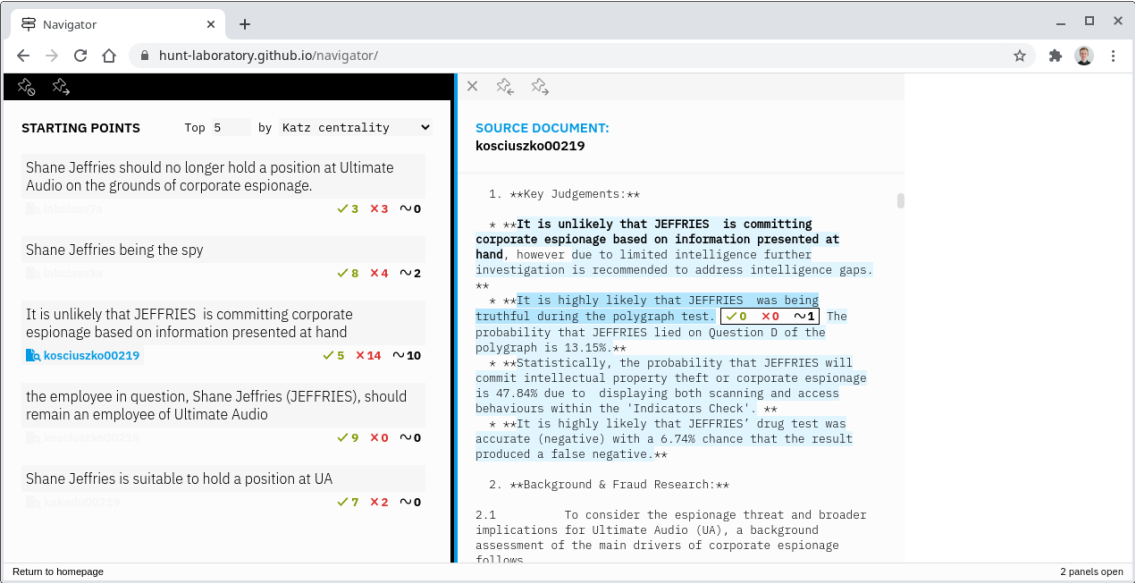 Navigator
hunt-laboratory.github.io/navigator/
STARTING POINTS Top 5 by Katz centrality
Shane Jeffries should no longer hold a position at Ultimate
Audio on the grounds of corporate espionage.
✓3 ✕3 ~0
Shane Jeffries being the spy
✓8 ✕4 ~2
It is unlikely that JEFFRIES is committing corporate
espionage based on information presented at hand
kosciuszko00219 ✓5 ✕14 ~10
the employee in question, Shane Jeffries (JEFFRIES), should
remain an employee of Ultimate Audio
✓9 ✕0 ~0
Shane Jeffries is suitable to hold a position at UA
✓7 ✕2 ~0
SOURCE DOCUMENT:
kosciuszko00219
1. **Key Judgements:**
* **It is unlikely that JEFFRIES is committing
corporate espionage based on information presented at
hand, however due to limited intelligence further
investigation is recommended to address intelligence gaps.
**
* **It is highly likely that JEFFRIES was being
truthful during the polygraph test. ✓0 ✕0 ~1 The
probability that JEFFRIES lied on Question D of the
polygraph is 13.15%.**
* **Statistically, the probability that JEFFRIES will
commit intellectual property theft or corporate espionage
is 47.84% due to displaying both scanning and access
behaviours within the 'Indicators Check'. **
* **It is highly likely that JEFFRIES’ drug test was
accurate (negative) with a 6.74% chance that the result
produced a false negative.**
2. **Background & Fraud Research:**
2.1 To consider the espionage threat and broader
implications for Ultimate Audio (UA), a background
assessment of the main drivers of corporate espionage
follows
Return to homepage
2 panels open